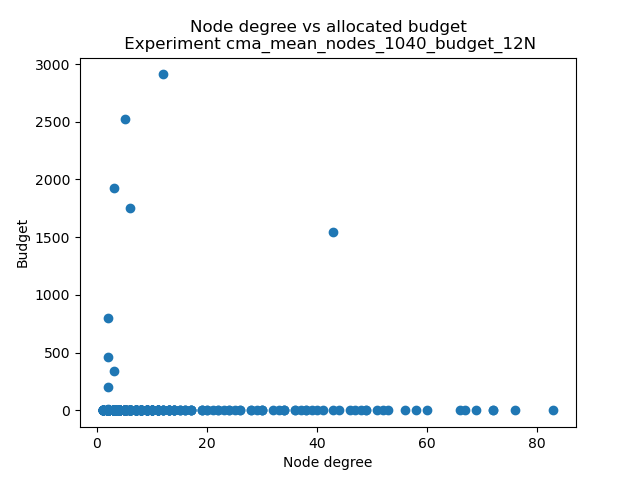 Node degree vs allocated budget
Experiment cma_mean_nodes_1040_budget_12N
3000
2500
2000
1500
1000
500
0
Budget
0 20 40 60 80
Node degree